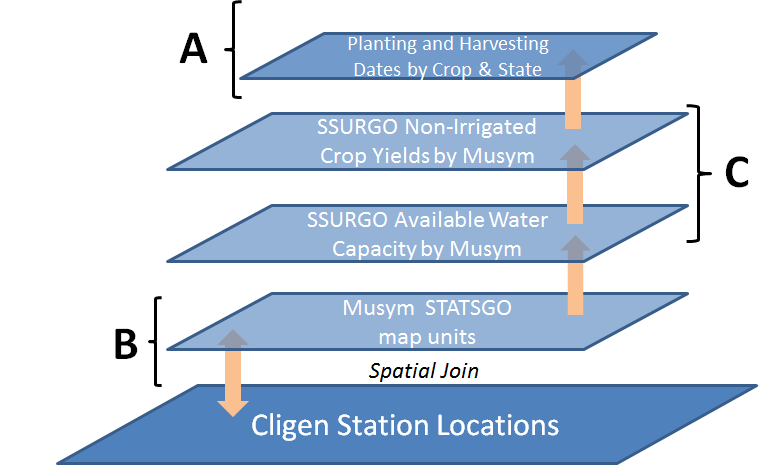 A
Planting and Harvesting
Dates by Crop & State
SSURGO Non-Irrigated
Crop Yields by Musym
C
SSURGO Available Water
Capacity by Musym
B
Musym STATSGO
map units
Spatial Join
Cligen Station Locations